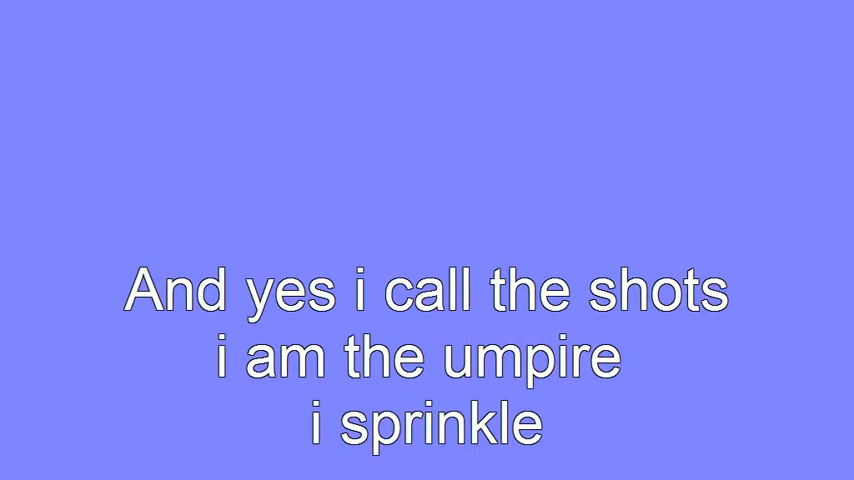 And yes i call the shots
i am the umpire
i sprinkle